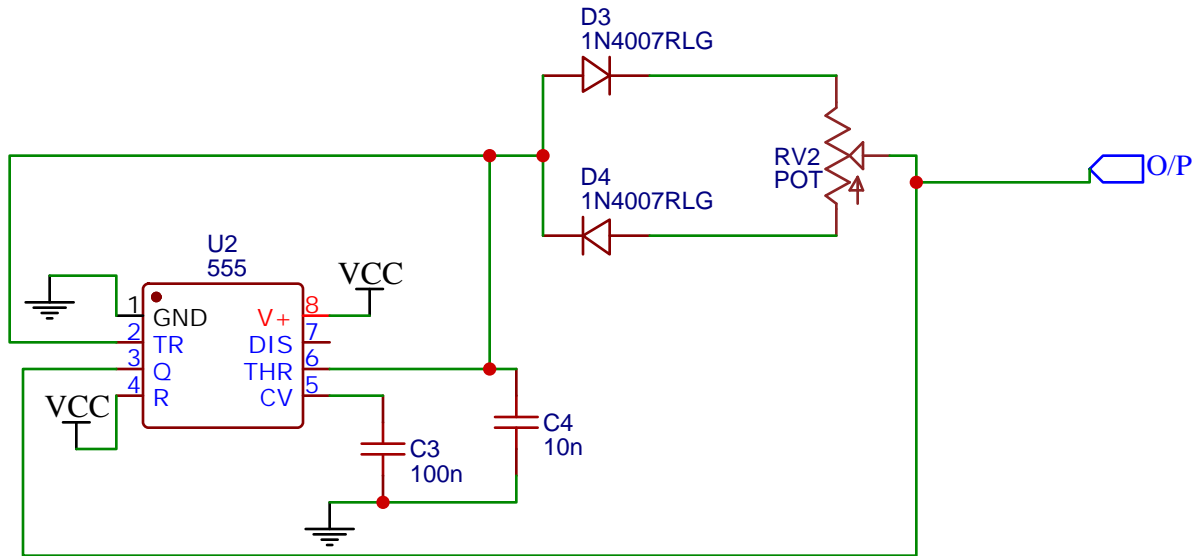 D3
1N4007RLG
RV2
POT
O/P
D4
1N4007RLG
U2
555
VCC
1 GND V+ 8
2 TR DIS 7
3 Q THR 6
4 R CV 5
VCC
C4
10n
C3
100n